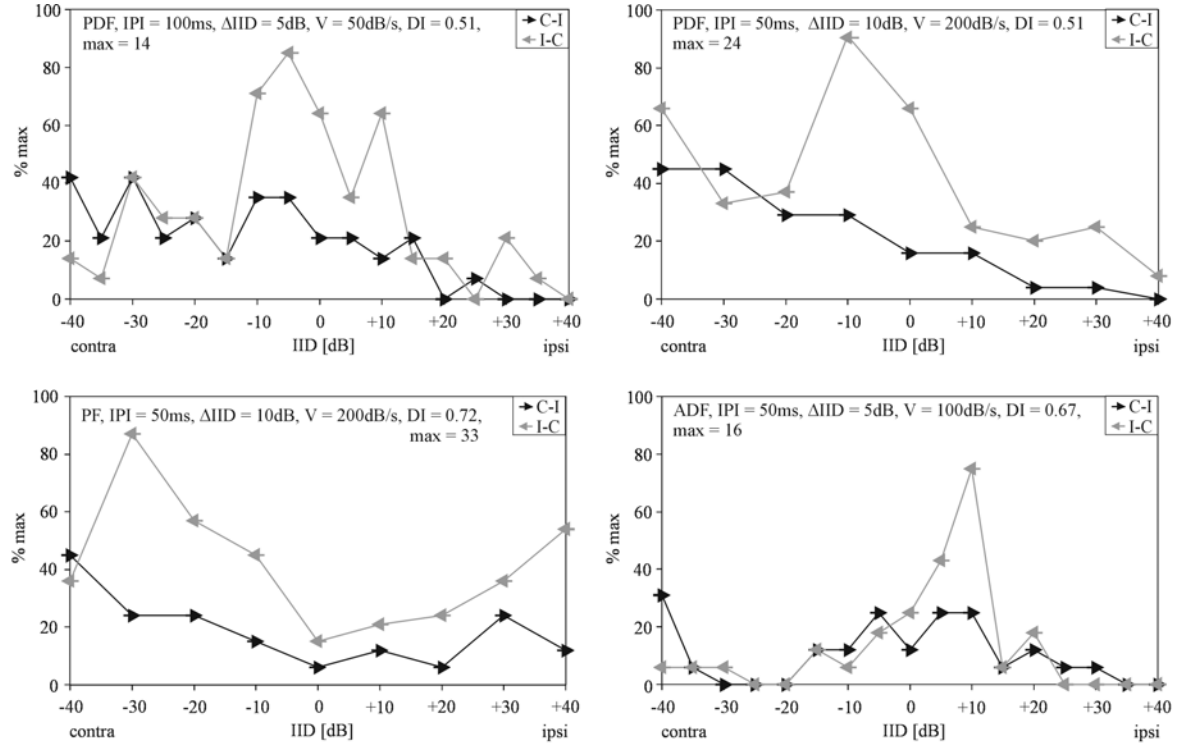 PDF, IPI = 100ms, ΔIID = 5dB, V = 50dB/s, DI = 0.51,
max = 14
C-I
I-C
100
80
60
40
20
0
% max
-40 -30 -20 -10 0 +10 +20 +30 +40
contra IID [dB] ipsi
PDF, IPI = 50ms, ΔIID = 10dB, V = 200dB/s, DI = 0.51
max = 24
C-I
I-C
100
80
60
40
20
0
% max
-40 -30 -20 -10 0 +10 +20 +30 +40
contra IID [dB] ipsi
PF, IPI = 50ms, ΔIID = 10dB, V = 200dB/s, DI = 0.72,
max = 33
C-I
I-C
100
80
60
40
20
0
% max
-40 -30 -20 -10 0 +10 +20 +30 +40
contra IID [dB] ipsi
ADF, IPI = 50ms, ΔIID = 5dB, V = 100dB/s, DI = 0.67,
max = 16
C-I
I-C
100
80
60
40
20
0
% max
-40 -30 -20 -10 0 +10 +20 +30 +40
contra IID [dB] ipsi